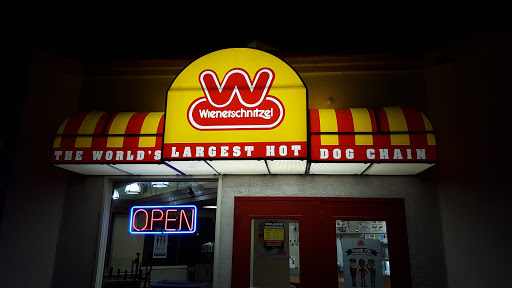 W
Wienerschnitzel
THE WORLD'S LARGEST HOT DOG CHAIN
OPEN